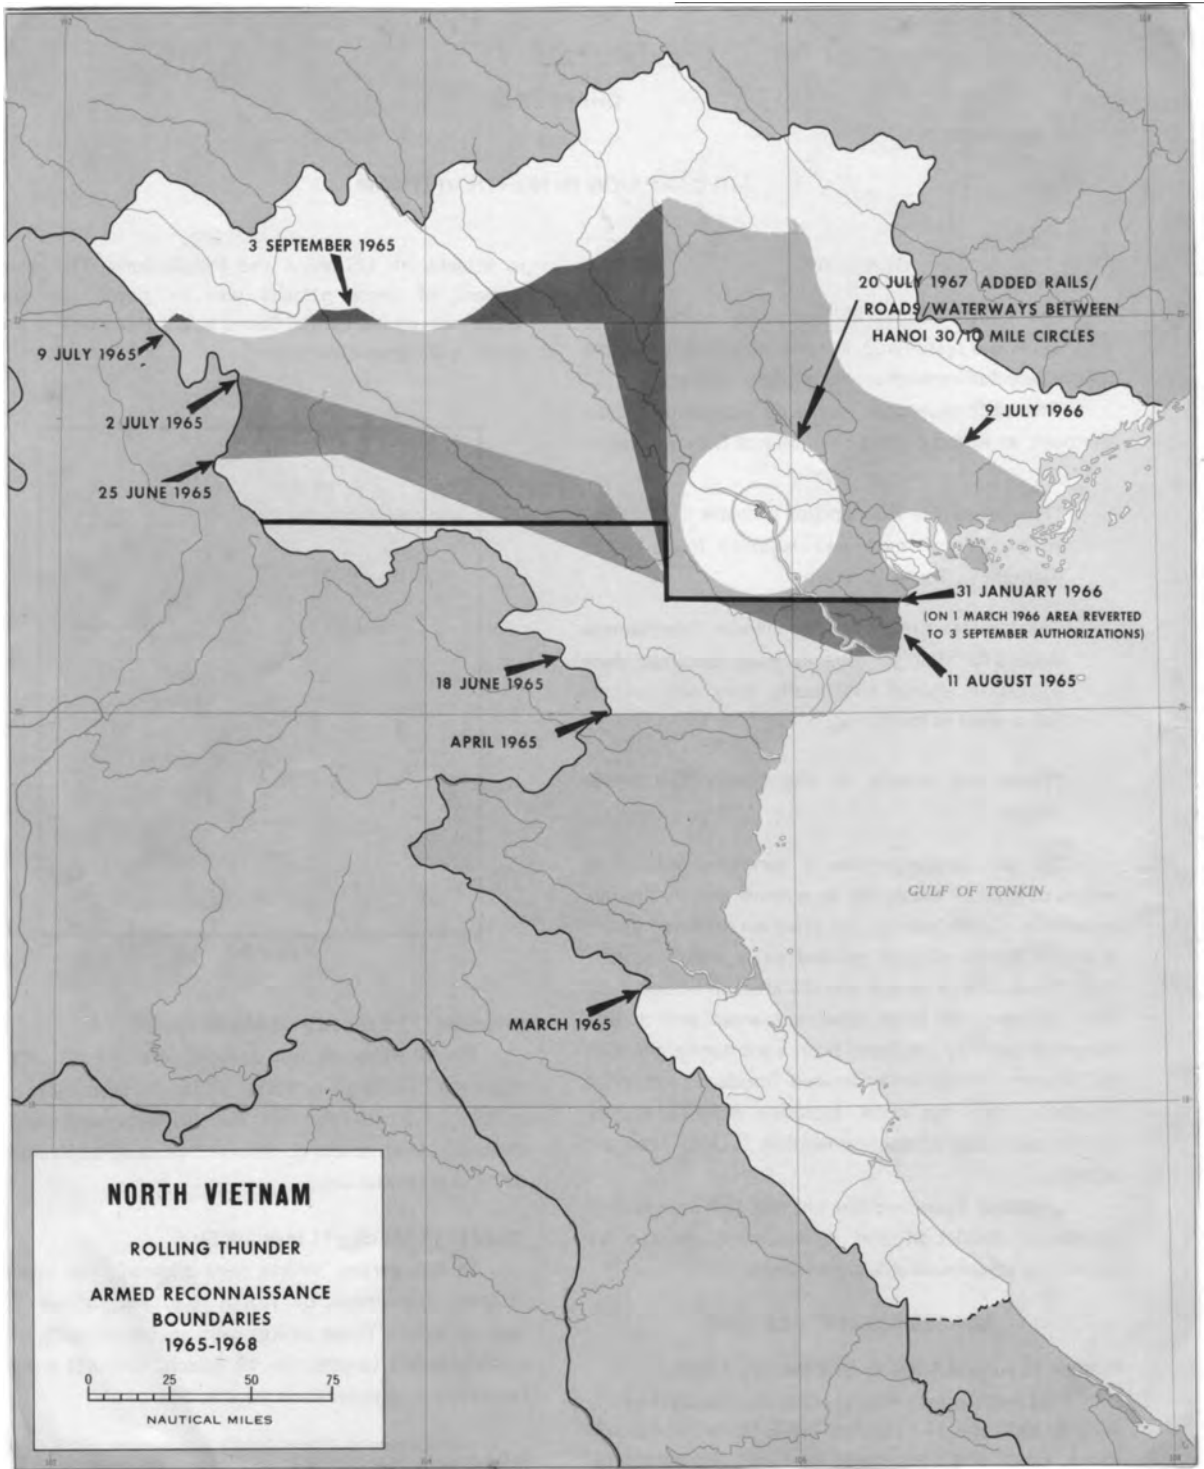 3 SEPTEMBER 1965
20 JULY 1967 ADDED RAILS/
ROADS/WATERWAYS BETWEEN
HANOI 30/10 MILE CIRCLES
9 JULY 1965
2 JULY 1965
9 JULY 1966
25 JUNE 1965
31 JANUARY 1966
(ON 1 MARCH 1966 AREA REVERTED
TO 3 SEPTEMBER AUTHORIZATIONS)
18 JUNE 1965
11 AUGUST 1965
APRIL 1965
GULF OF TONKIN
MARCH 1965
NORTH VIETNAM
ROLLING THUNDER
ARMED RECONNAISSANCE
BOUNDARIES
1965-1968
0 25 50 75
NAUTICAL MILES